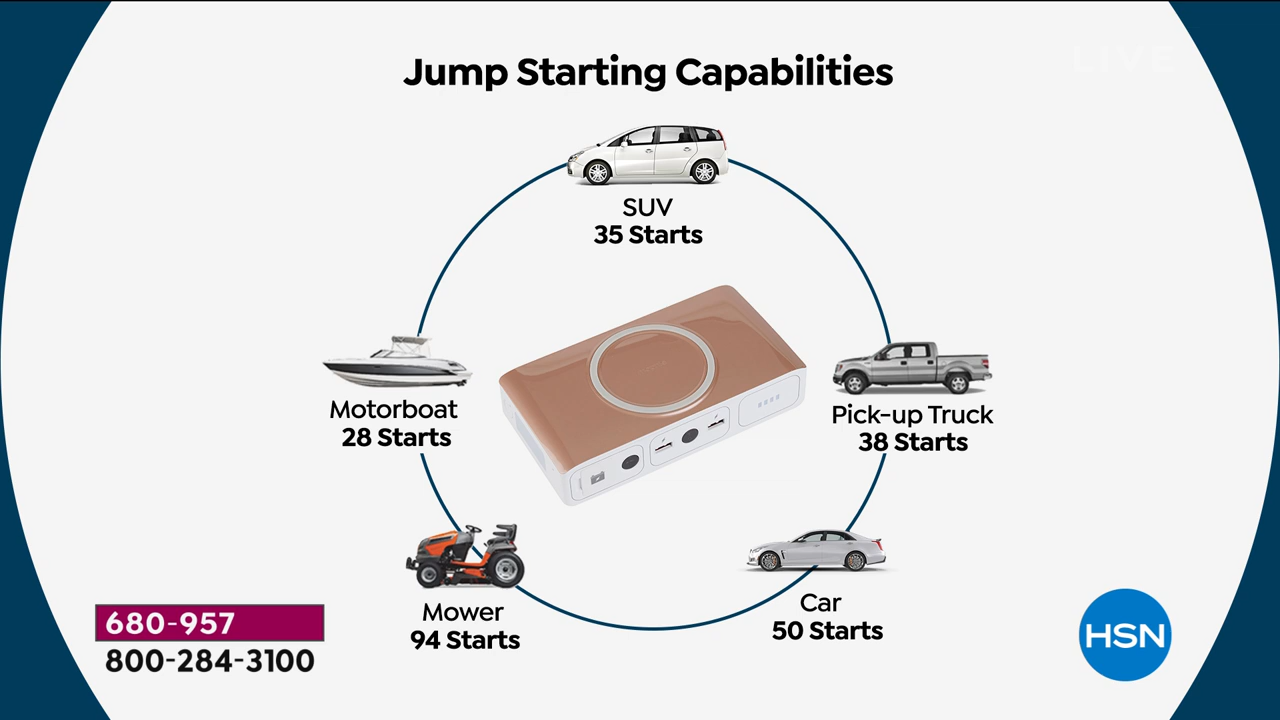 LIVE
Jump Starting Capabilities
SUV
35 Starts
Motorboat
28 Starts
Pick-up Truck
38 Starts
Mower
94 Starts
Car
50 Starts
680-957
800-284-3100
HSN